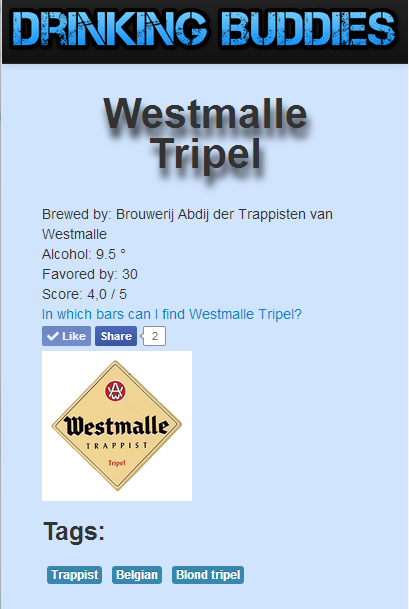 DRINKING BUDDIES
Westmalle
Tripel
Brewed by: Brouwerij Abdij der Trappisten van
Westmalle
Alcohol: 9.5 °
Favored by: 30
Score: 4,0 / 5
In which bars can I find Westmalle Tripel?
Like Share 2
Westmalle
TRAPPIST
Tripel
Tags:
Trappist Belgian Blond tripel